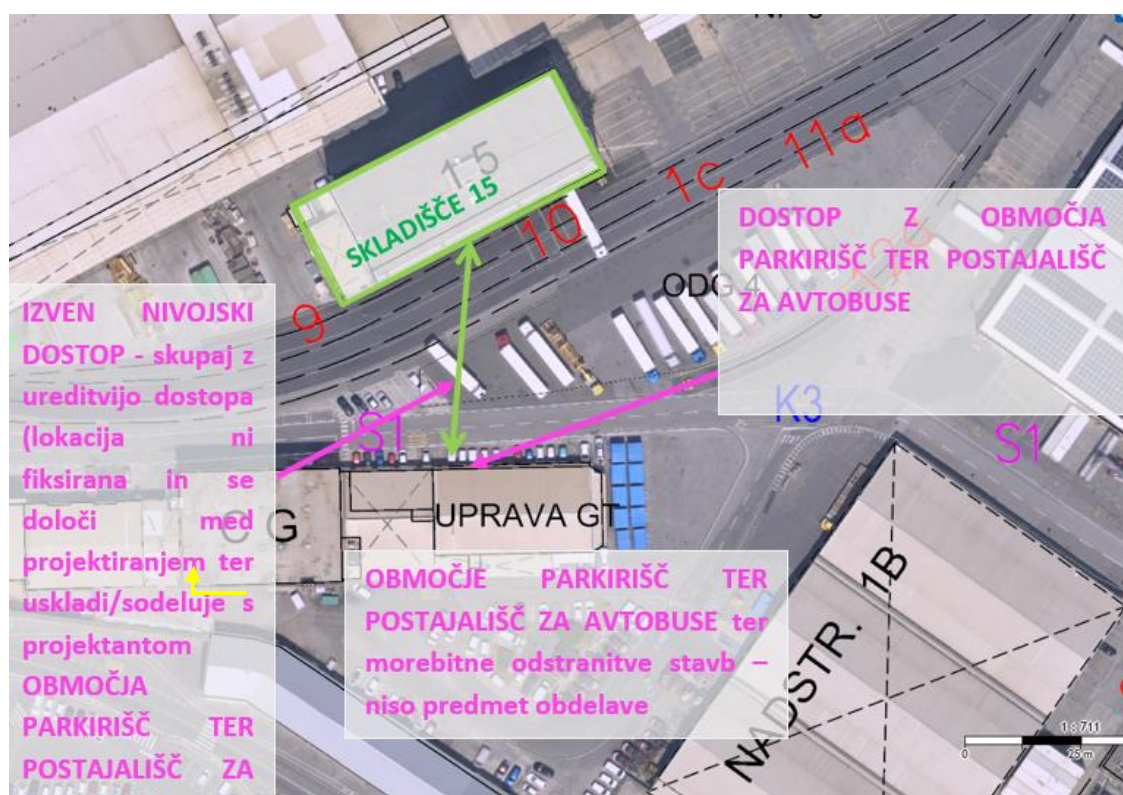 15
SKLADIŠČE 15
1c
11a
10
9
ODG 4
DOSTOP Z OBMOČJA
PARKIRIŠČ TER POSTAJALIŠČ
ZA AVTOBUSE
IZVEN NIVOJSKI
DOSTOP - skupaj z
ureditvijo dostopa
(lokacija ni
fiksirana in se
določi med
projektiranjem ter
uskladi/sodeluje s
projektantom
OBMOČJA
PARKIRIŠČ TER
POSTAJALIŠČ ZA
S1
K3
S1
C G
UPRAVA GT
OBMOČJE PARKIRIŠČ TER
POSTAJALIŠČ ZA AVTOBUSE ter
morebitne odstranitve stavb –
niso predmet obdelave
NADSTR. 1B
1 : 711
0 25 m